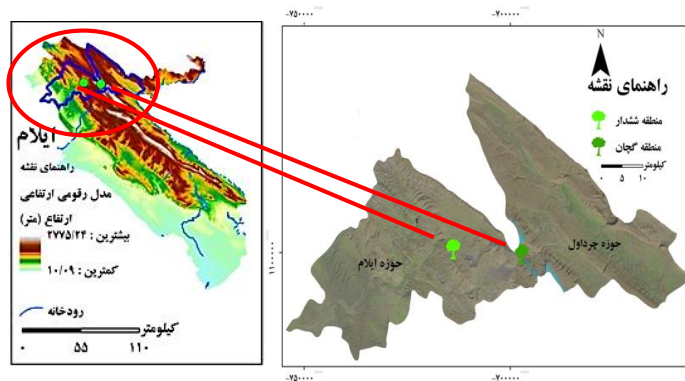 ایلام
راهنمای نقشه
مدل رقومی ارتفاعی
ارتفاع (متر)
بیشترین : ۲۷۷۵/۲۴
کمترین : ۱۰/۰۹
رودخانه
کیلومتر
۰ ۵۵ ۱۱۰
-۷۵۰۰۰۰ -۷۰۰۰۰۰
N
راهنمای نقشه
منطقه ششدار
منطقه گچان
کیلومتر
۰ ۵ ۱۰
حوزه چرداول
حوزه ایلام
۱۱۰۰۰۰۰
-۷۵۰۰۰۰ -۷۰۰۰۰۰